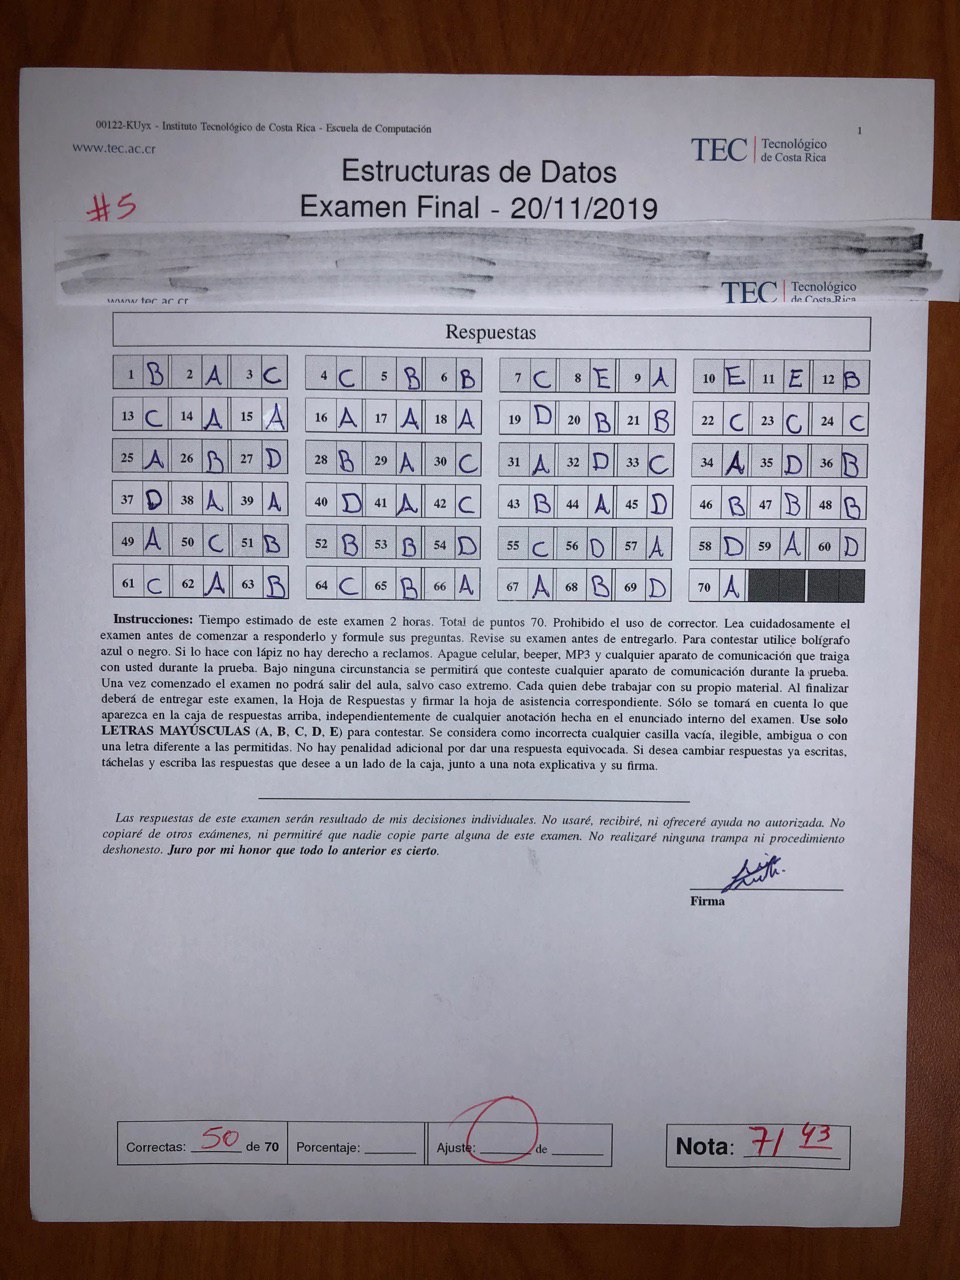 00122-KUyx - Instituto Tecnológico de Costa Rica - Escuela de Computación
1
www.tec.ac.cr
TEC | Tecnológico
de Costa Rica
Estructuras de Datos
#5
Examen Final - 20/11/2019
TEC | Tecnológico
www.tec.ac.cr de Costa Rica
Respuestas
1 B 2 A 3 C 4 C 5 B 6 B 7 C 8 E 9 A 10 E 11 E 12 B
13 C 14 A 15 A 16 A 17 A 18 A 19 D 20 B 21 B 22 C 23 C 24 C
25 A 26 B 27 D 28 B 29 A 30 C 31 A 32 D 33 C 34 A 35 D 36 B
37 D 38 A 39 A 40 D 41 A 42 C 43 B 44 A 45 D 46 B 47 B 48 B
49 A 50 C 51 B 52 B 53 B 54 D 55 C 56 D 57 A 58 D 59 A 60 D
61 C 62 A 63 B 64 C 65 B 66 A 67 A 68 B 69 D 70 A
Instrucciones: Tiempo estimado de este examen 2 horas. Total de puntos 70. Prohibido el uso de corrector. Lea cuidadosamente el
examen antes de comenzar a responderlo y formule sus preguntas. Revise su examen antes de entregarlo. Para contestar utilice bolígrafo
azul o negro. Si lo hace con lápiz no hay derecho a reclamos. Apague celular, beeper, MP3 y cualquier aparato de comunicación que traiga
con usted durante la prueba. Bajo ninguna circunstancia se permitirá que conteste cualquier aparato de comunicación durante la prueba.
Una vez comenzado el examen no podrá salir del aula, salvo caso extremo. Cada quien debe trabajar con su propio material. Al finalizar
deberá de entregar este examen, la Hoja de Respuestas y firmar la hoja de asistencia correspondiente. Sólo se tomará en cuenta lo que
aparezca en la caja de respuestas arriba, independientemente de cualquier anotación hecha en el enunciado interno del examen. Use solo
LETRAS MAYÚSCULAS (A, B, C, D, E) para contestar. Se considera como incorrecta cualquier casilla vacía, ilegible, ambigua o con
una letra diferente a las permitidas. No hay penalidad adicional por dar una respuesta equivocada. Si desea cambiar respuestas ya escritas,
táchelas y escriba las respuestas que desee a un lado de la caja, junto a una nota explicativa y su firma.
Las respuestas de este examen serán resultado de mis decisiones individuales. No usaré, recibiré, ni ofreceré ayuda no autorizada. No
copiaré de otros exámenes, ni permitiré que nadie copie parte alguna de este examen. No realizaré ninguna trampa ni procedimiento
deshonesto. Juro por mi honor que todo lo anterior es cierto.
Firma
Correctas: 50 de 70 Porcentaje: Ajuste: de Nota: 71 43